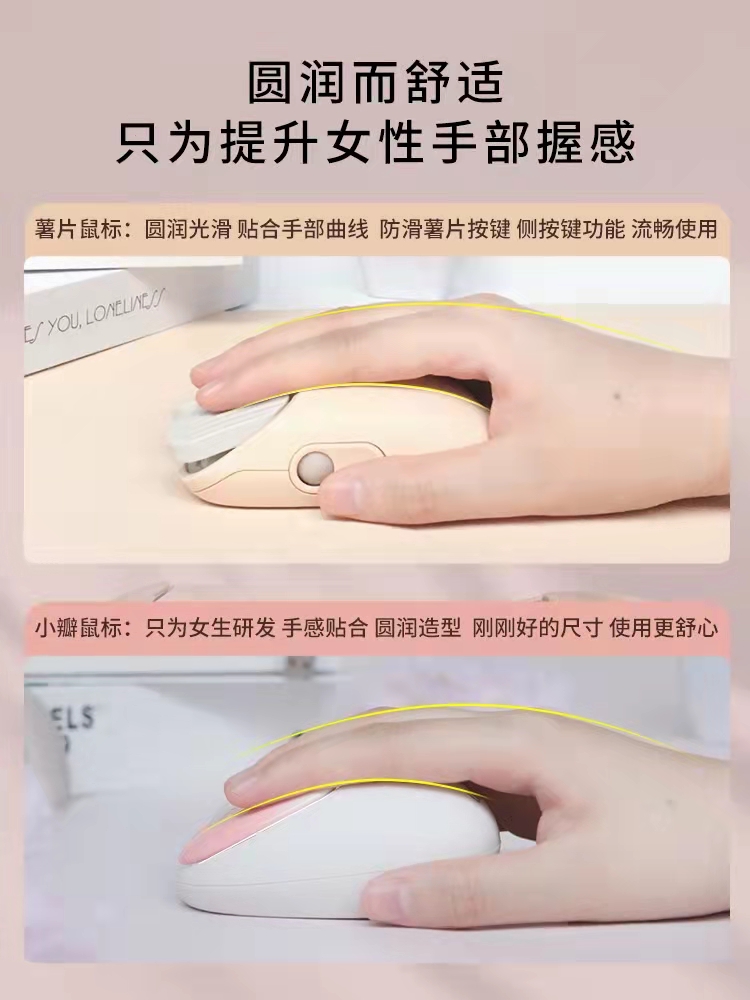 圆润而舒适
只为提升女性手部握感
薯片鼠标：圆润光滑 贴合手部曲线 防滑薯片按键 侧按键功能 流畅使用
ES YOU, LONELINESS
小瓣鼠标：只为女生研发 手感贴合 圆润造型 刚刚好的尺寸 使用更舒心
ELS